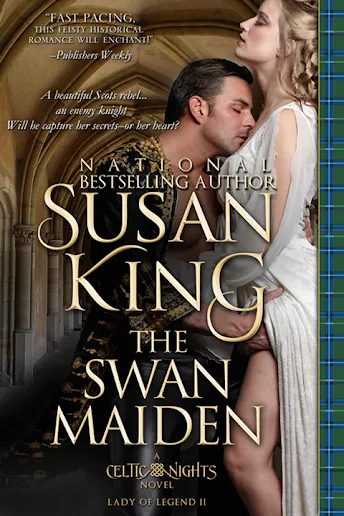 “FAST PACING,
THIS FEISTY HISTORICAL
ROMANCE WILL ENCHANT!”
–Publishers Weekly
A beautiful Scots rebel...
an enemy knight
Will he capture her secrets–or her heart?
NATIONAL
BESTSELLING AUTHOR
SUSAN
KING
THE
SWAN
MAIDEN
A
CELTIC NIGHTS
NOVEL
LADY OF LEGEND II